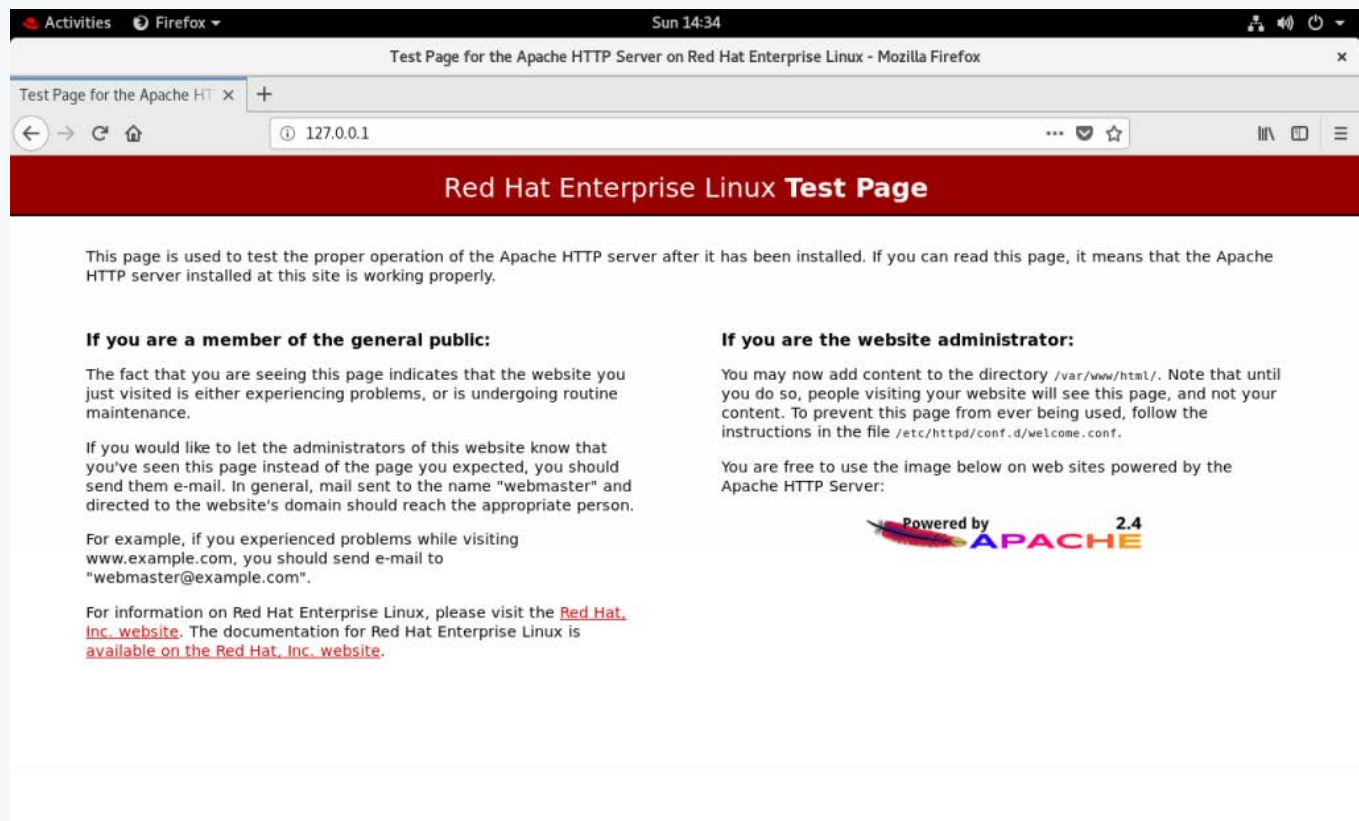 Activities Firefox Sun 14:34
Test Page for the Apache HTTP Server on Red Hat Enterprise Linux - Mozilla Firefox
Test Page for the Apache HT
127.0.0.1
Red Hat Enterprise Linux Test Page
This page is used to test the proper operation of the Apache HTTP server after it has been installed. If you can read this page, it means that the Apache
HTTP server installed at this site is working properly.
If you are a member of the general public:
The fact that you are seeing this page indicates that the website you
just visited is either experiencing problems, or is undergoing routine
maintenance.
If you would like to let the administrators of this website know that
you've seen this page instead of the page you expected, you should
send them e-mail. In general, mail sent to the name "webmaster" and
directed to the website's domain should reach the appropriate person.
For example, if you experienced problems while visiting
www.example.com, you should send e-mail to
"webmaster@example.com".
For information on Red Hat Enterprise Linux, please visit the Red Hat,
Inc. website. The documentation for Red Hat Enterprise Linux is
available on the Red Hat, Inc. website.
If you are the website administrator:
You may now add content to the directory /var/www/html/. Note that until
you do so, people visiting your website will see this page, and not your
content. To prevent this page from ever being used, follow the
instructions in the file /etc/httpd/conf.d/welcome.conf.
You are free to use the image below on web sites powered by the
Apache HTTP Server:
Powered by 2.4
APACHE